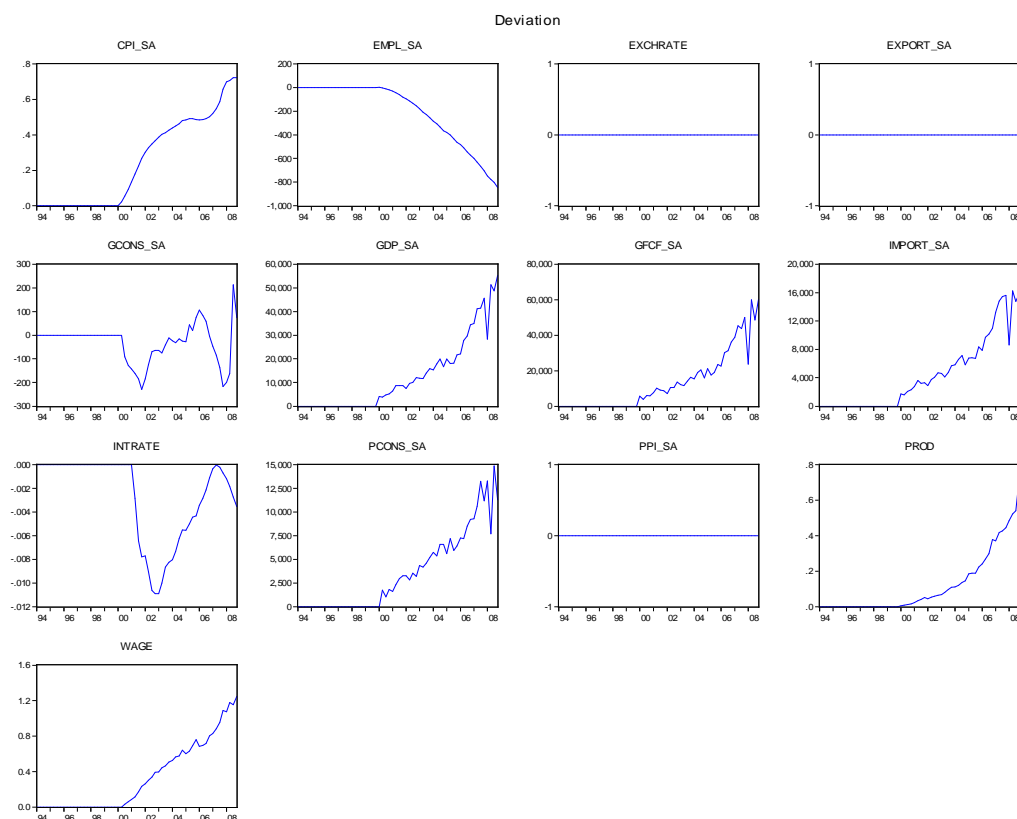 Deviation
CPI_SA EMPL_SA EXCHRATE EXPORT_SA
.8 200 1 1
0
.6
-200
.4 -400 0 0
-600
.2
-800
.0 -1,000 -1 -1
94 96 98 00 02 04 06 08 94 96 98 00 02 04 06 08 94 96 98 00 02 04 06 08 94 96 98 00 02 04 06 08
GCONS_SA GDP_SA GFCF_SA IMPORT_SA
300 60,000 80,000 20,000
200 50,000 16,000
60,000
100 40,000 12,000
0 30,000 40,000
8,000
-100 20,000
20,000
-200 10,000 4,000
-300 0 0 0
94 96 98 00 02 04 06 08 94 96 98 00 02 04 06 08 94 96 98 00 02 04 06 08 94 96 98 00 02 04 06 08
INTRATE PCONS_SA PPI_SA PROD
.000 15,000 1 .8
-.002 12,500
.6
-.004 10,000
-.006 7,500 0 .4
-.008 5,000
.2
-.010 2,500
-.012 0 -1 .0
94 96 98 00 02 04 06 08 94 96 98 00 02 04 06 08 94 96 98 00 02 04 06 08 94 96 98 00 02 04 06 08
WAGE
1.6
1.2
0.8
0.4
0.0
94 96 98 00 02 04 06 08